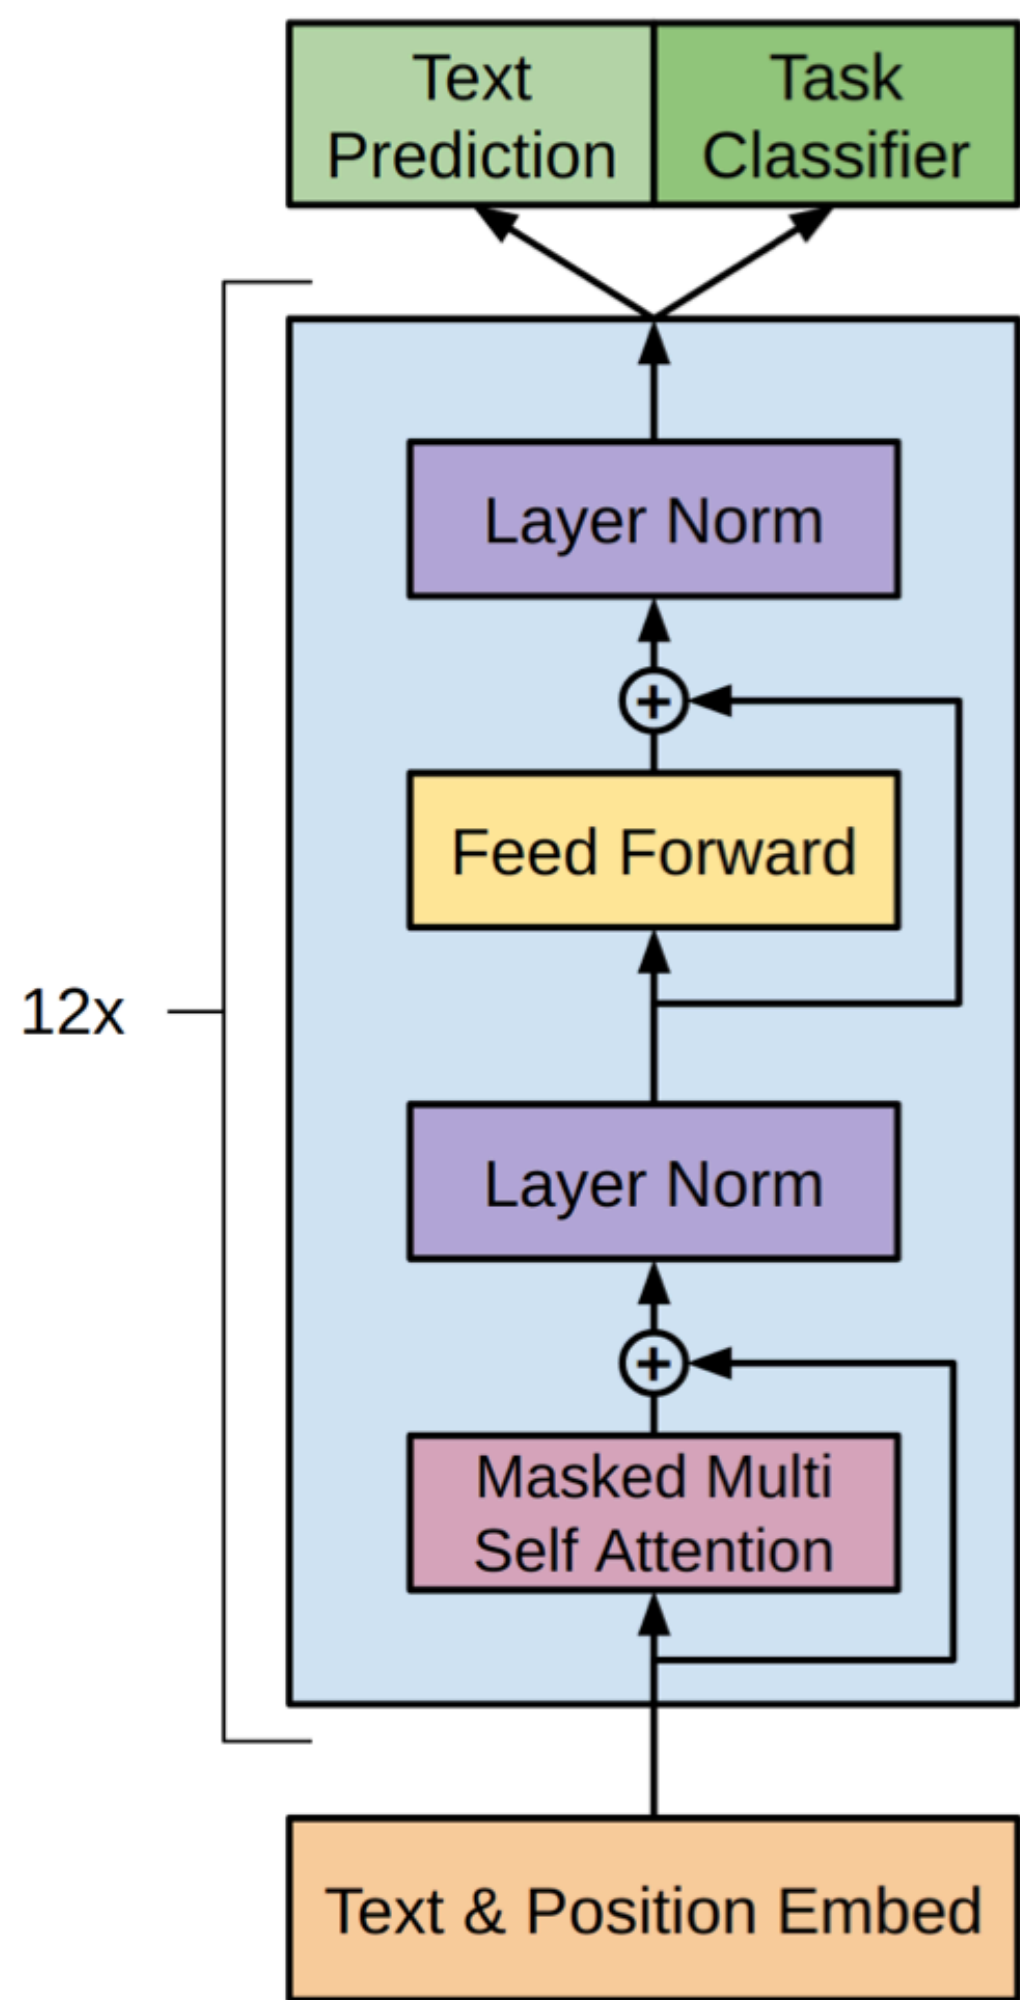 Text
Prediction
Task
Classifier
Layer Norm
+
Feed Forward
12x
Layer Norm
+
Masked Multi
Self Attention
Text & Position Embed